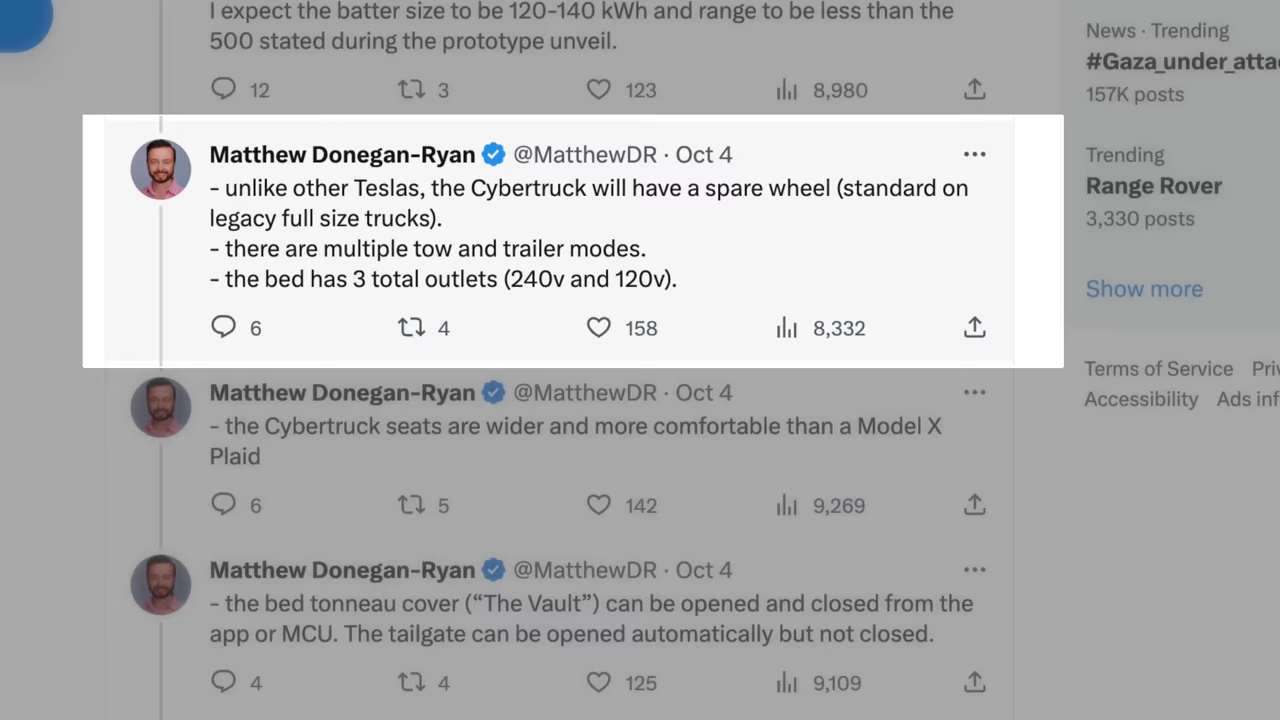 I expect the batter size to be 120-140 kWh and range to be less than the
500 stated during the prototype unveil.
12 3 123 8,980
Matthew Donegan-Ryan @MatthewDR · Oct 4
- unlike other Teslas, the Cybertruck will have a spare wheel (standard on
legacy full size trucks).
- there are multiple tow and trailer modes.
- the bed has 3 total outlets (240v and 120v).
6 4 158 8,332
Matthew Donegan-Ryan @MatthewDR · Oct 4
- the Cybertruck seats are wider and more comfortable than a Model X
Plaid
6 5 142 9,269
Matthew Donegan-Ryan @MatthewDR · Oct 4
- the bed tonneau cover (“The Vault”) can be opened and closed from the
app or MCU. The tailgate can be opened automatically but not closed.
4 4 125 9,109
News · Trending
#Gaza_under_atta
157K posts
Trending
Range Rover
3,330 posts
Show more
Terms of Service Pri
Accessibility Ads inf